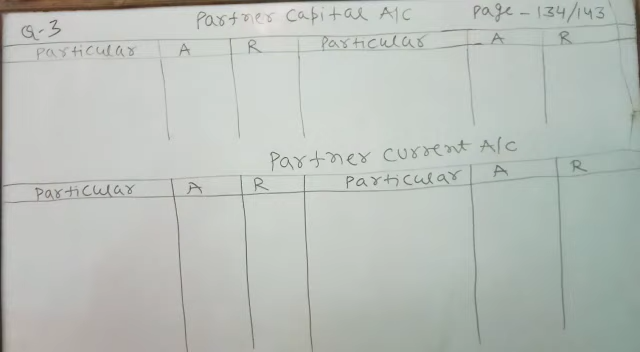 Q-3 Partner Capital A/C Page - 134/143
Particular A R Particular A R
Partner Current A/C
Particular A R Particular A R